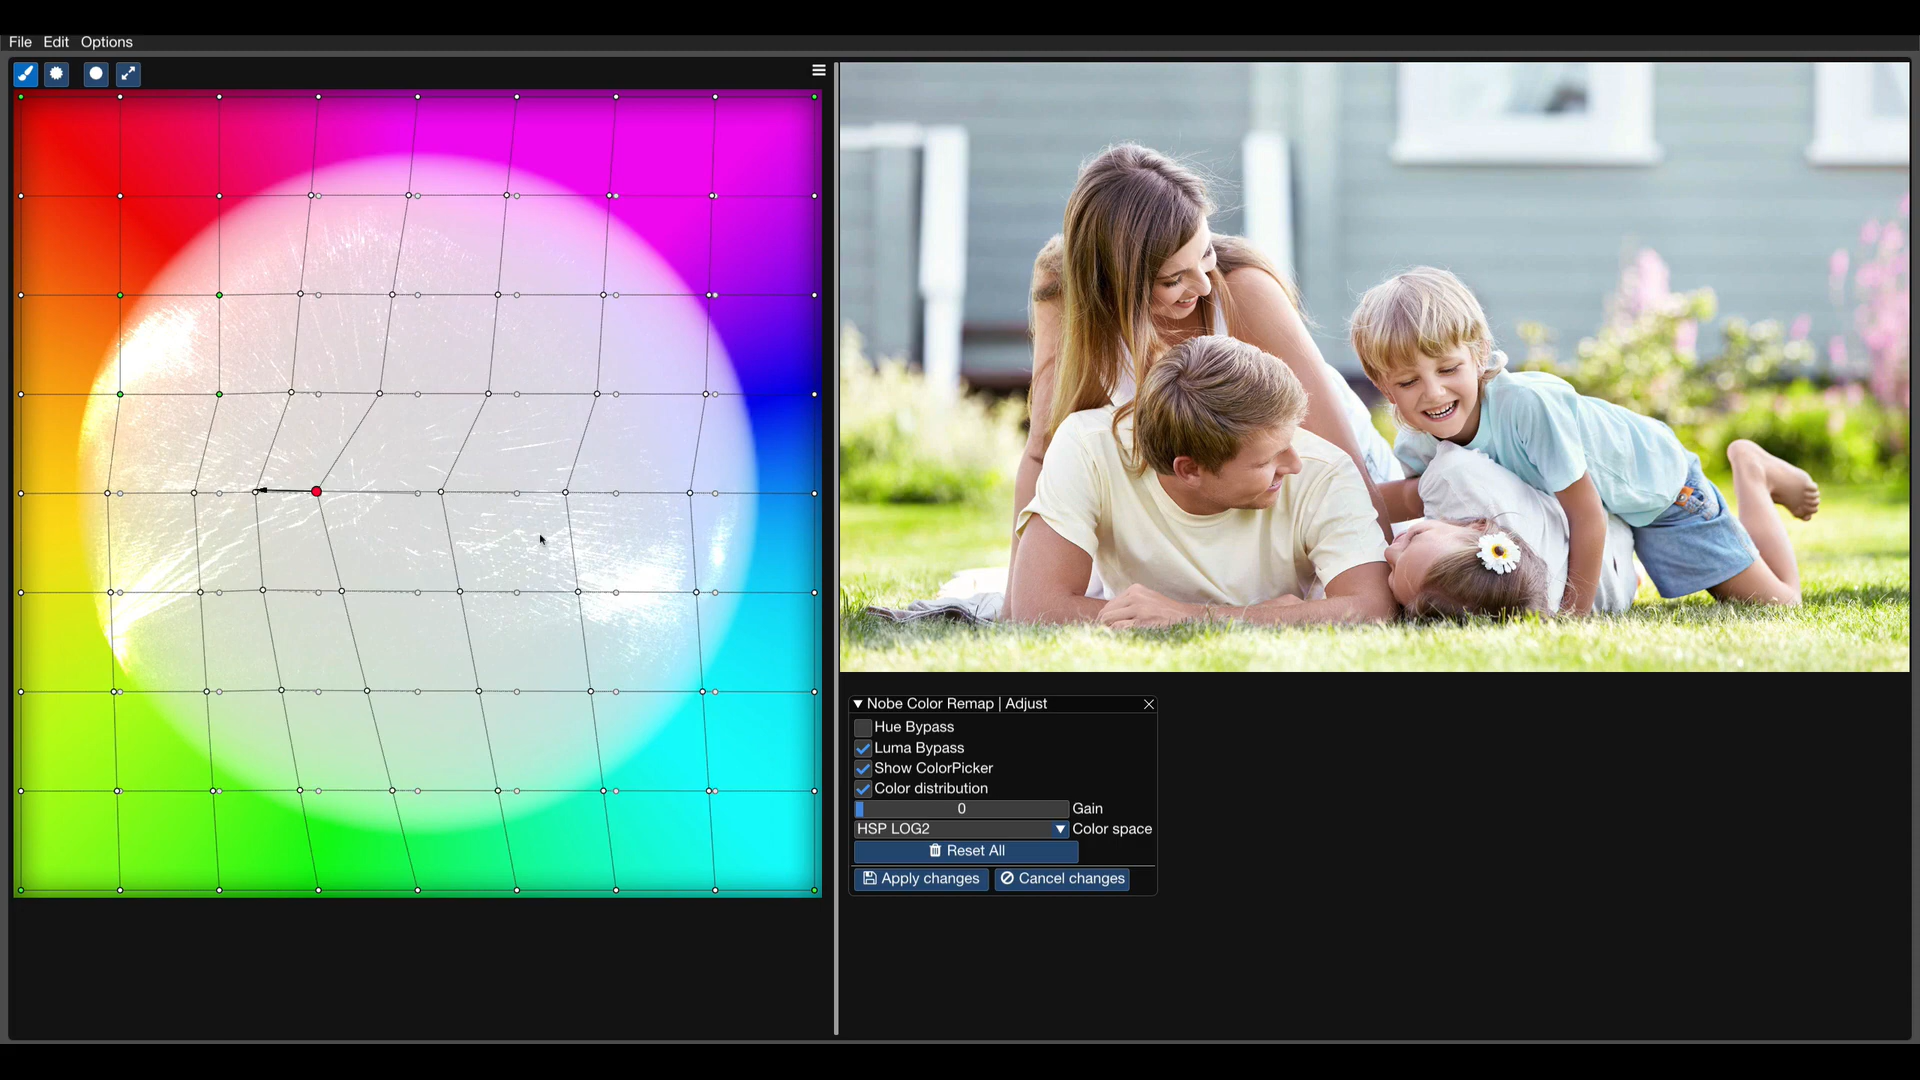 File Edit Options
Nobe Color Remap | Adjust
Hue Bypass
Luma Bypass
Show ColorPicker
Color distribution
0 Gain
HSP LOG2 Color space
Reset All
Apply changes Cancel changes